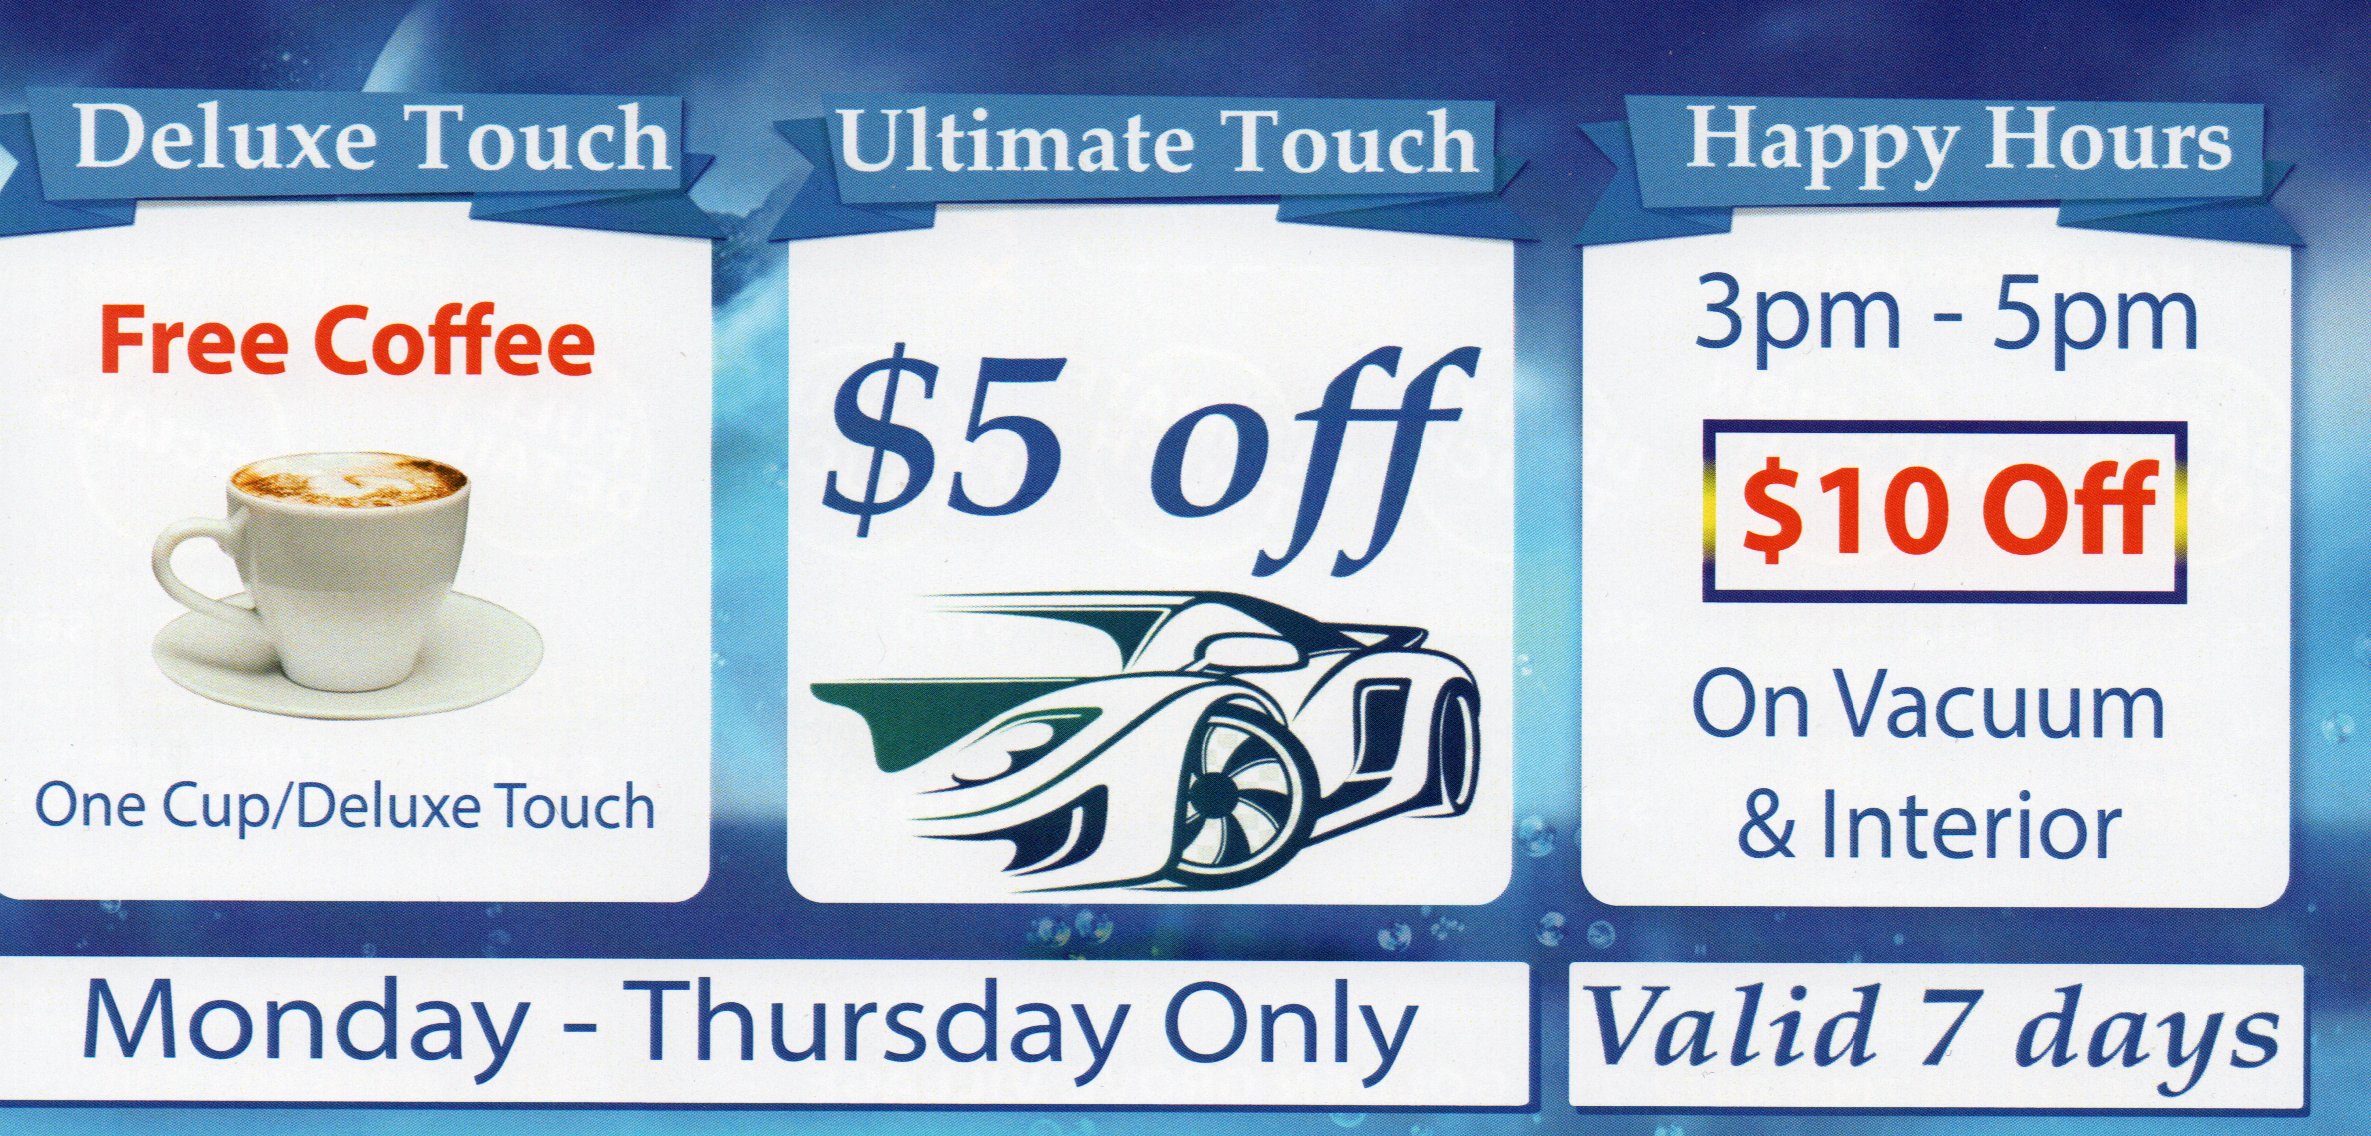 Deluxe Touch
Free Coffee
One Cup/Deluxe Touch
Ultimate Touch
$5 off
Monday - Thursday Only
Happy Hours
3pm - 5pm
$10 Off
On Vacuum
& Interior
Valid 7 days